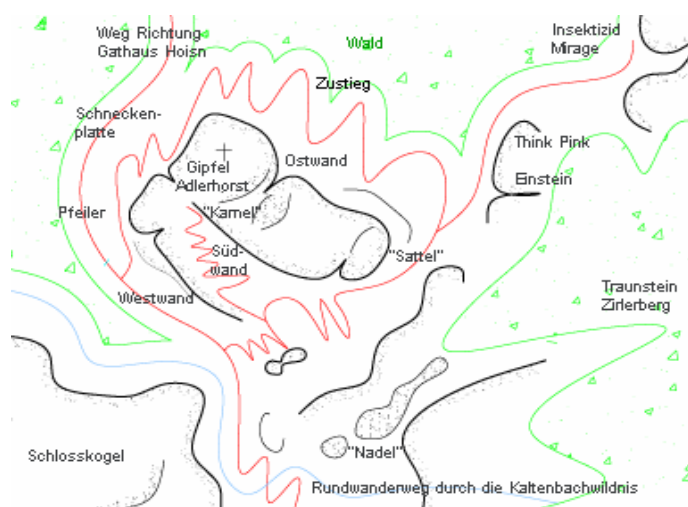 Weg Richtung
Gathaus Hoisn
Wald
Insektizid
Mirage
Zustieg
Schnecken-
platte
Think Pink
Ostwand
Gipfel
Adlerhorst
Einstein
Pfeiler
"Kamel"
Süd-
wand
"Sattel"
Westwand
Traunstein
Zirlerberg
Schlosskogel
"Nadel"
Rundwanderweg durch die Kaltenbachwildnis